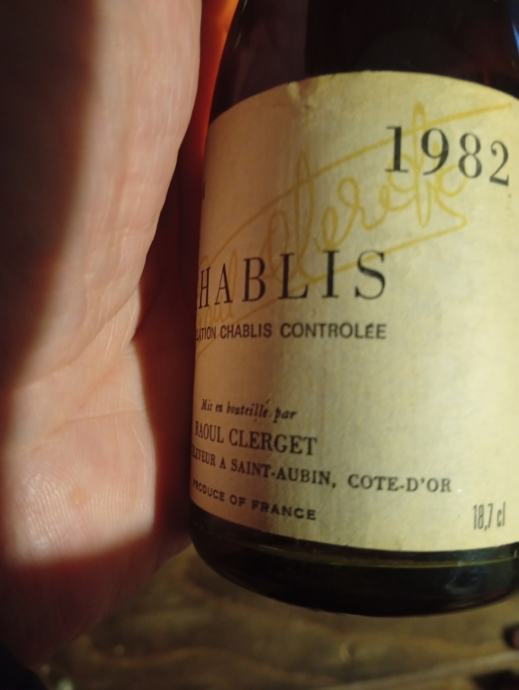 1982
HABLIS
LATION CHABLIS CONTROLÉE
Mis en bouteille par
RAOUL CLERGET
A SAINT-AUBIN, COTE-D'OR
PRODUCE OF FRANCE
18,7 cl